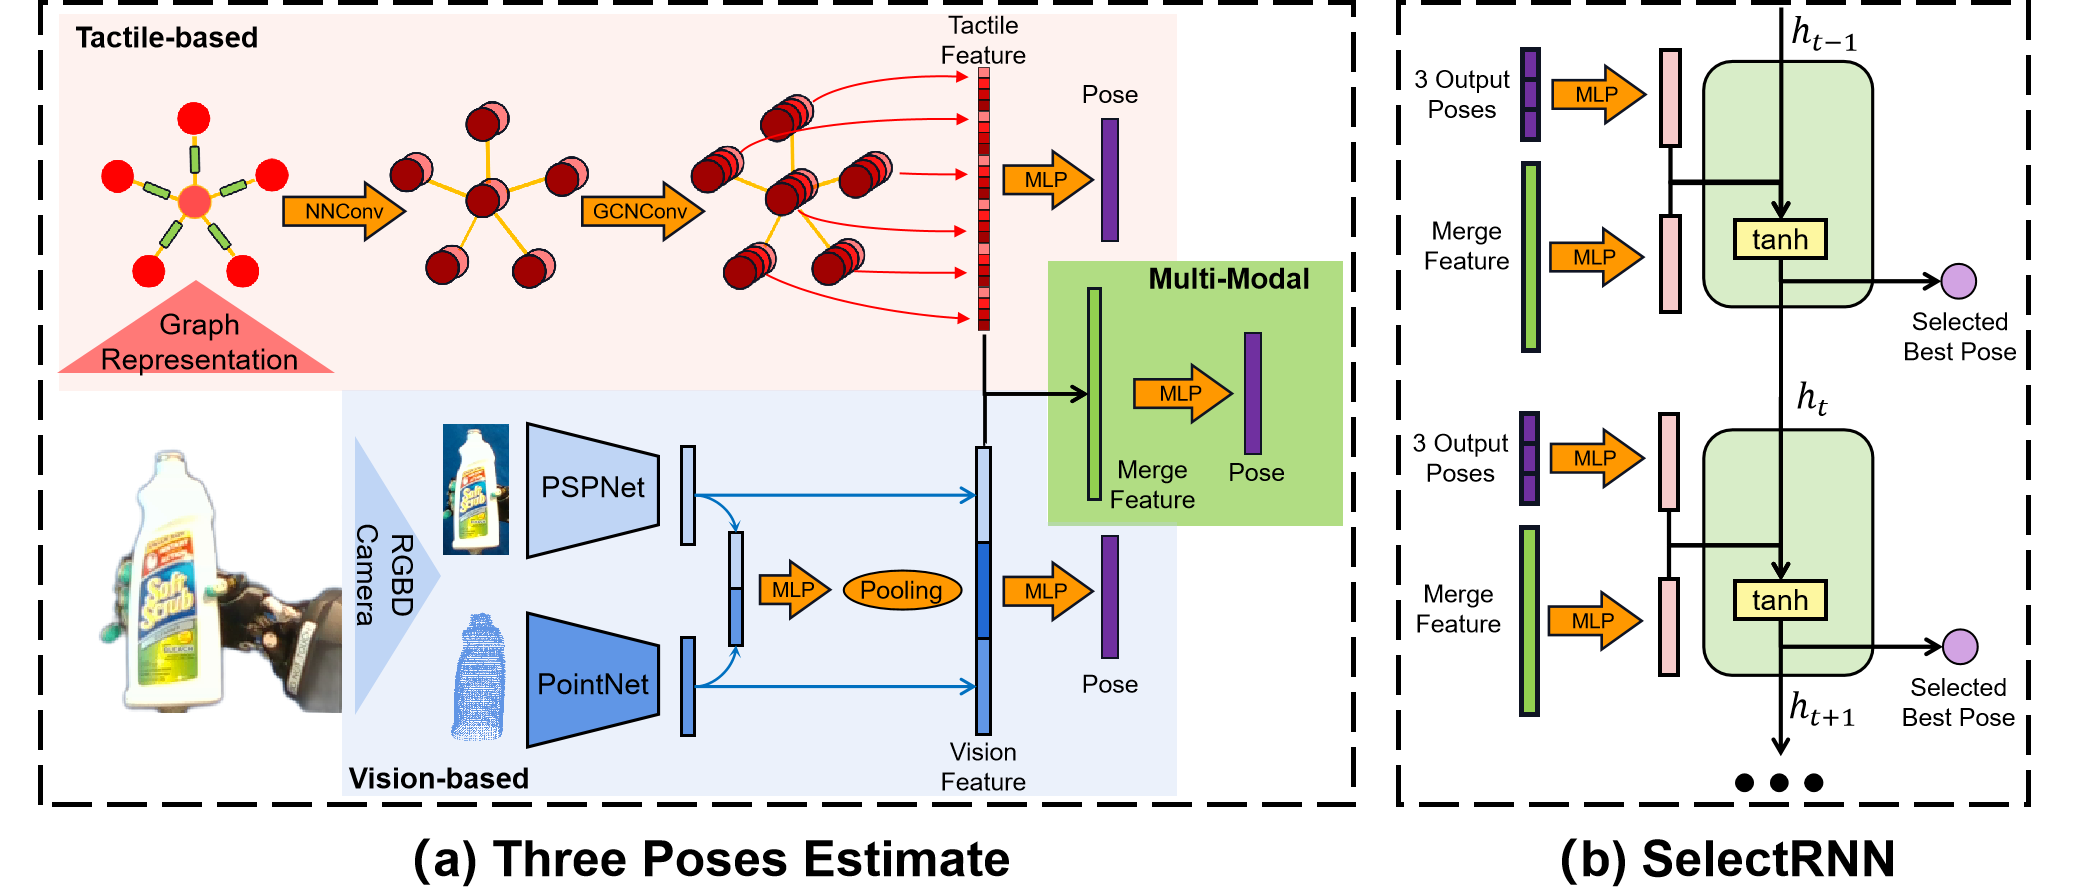 Tactile-based
Tactile
Feature
Pose
NNConv
GCNConv
MLP
Graph
Representation
Multi-Modal
MLP
Merge
Feature
Pose
RGBD
Camera
Soft
Scrub
PSPNet
PointNet
MLP
Pooling
MLP
Pose
Vision
Feature
Vision-based
(a) Three Poses Estimate
h_{t-1}
3 Output
Poses
MLP
Merge
Feature
MLP
tanh
Selected
Best Pose
h_t
3 Output
Poses
MLP
Merge
Feature
MLP
tanh
Selected
Best Pose
h_{t+1}
(b) SelectRNN